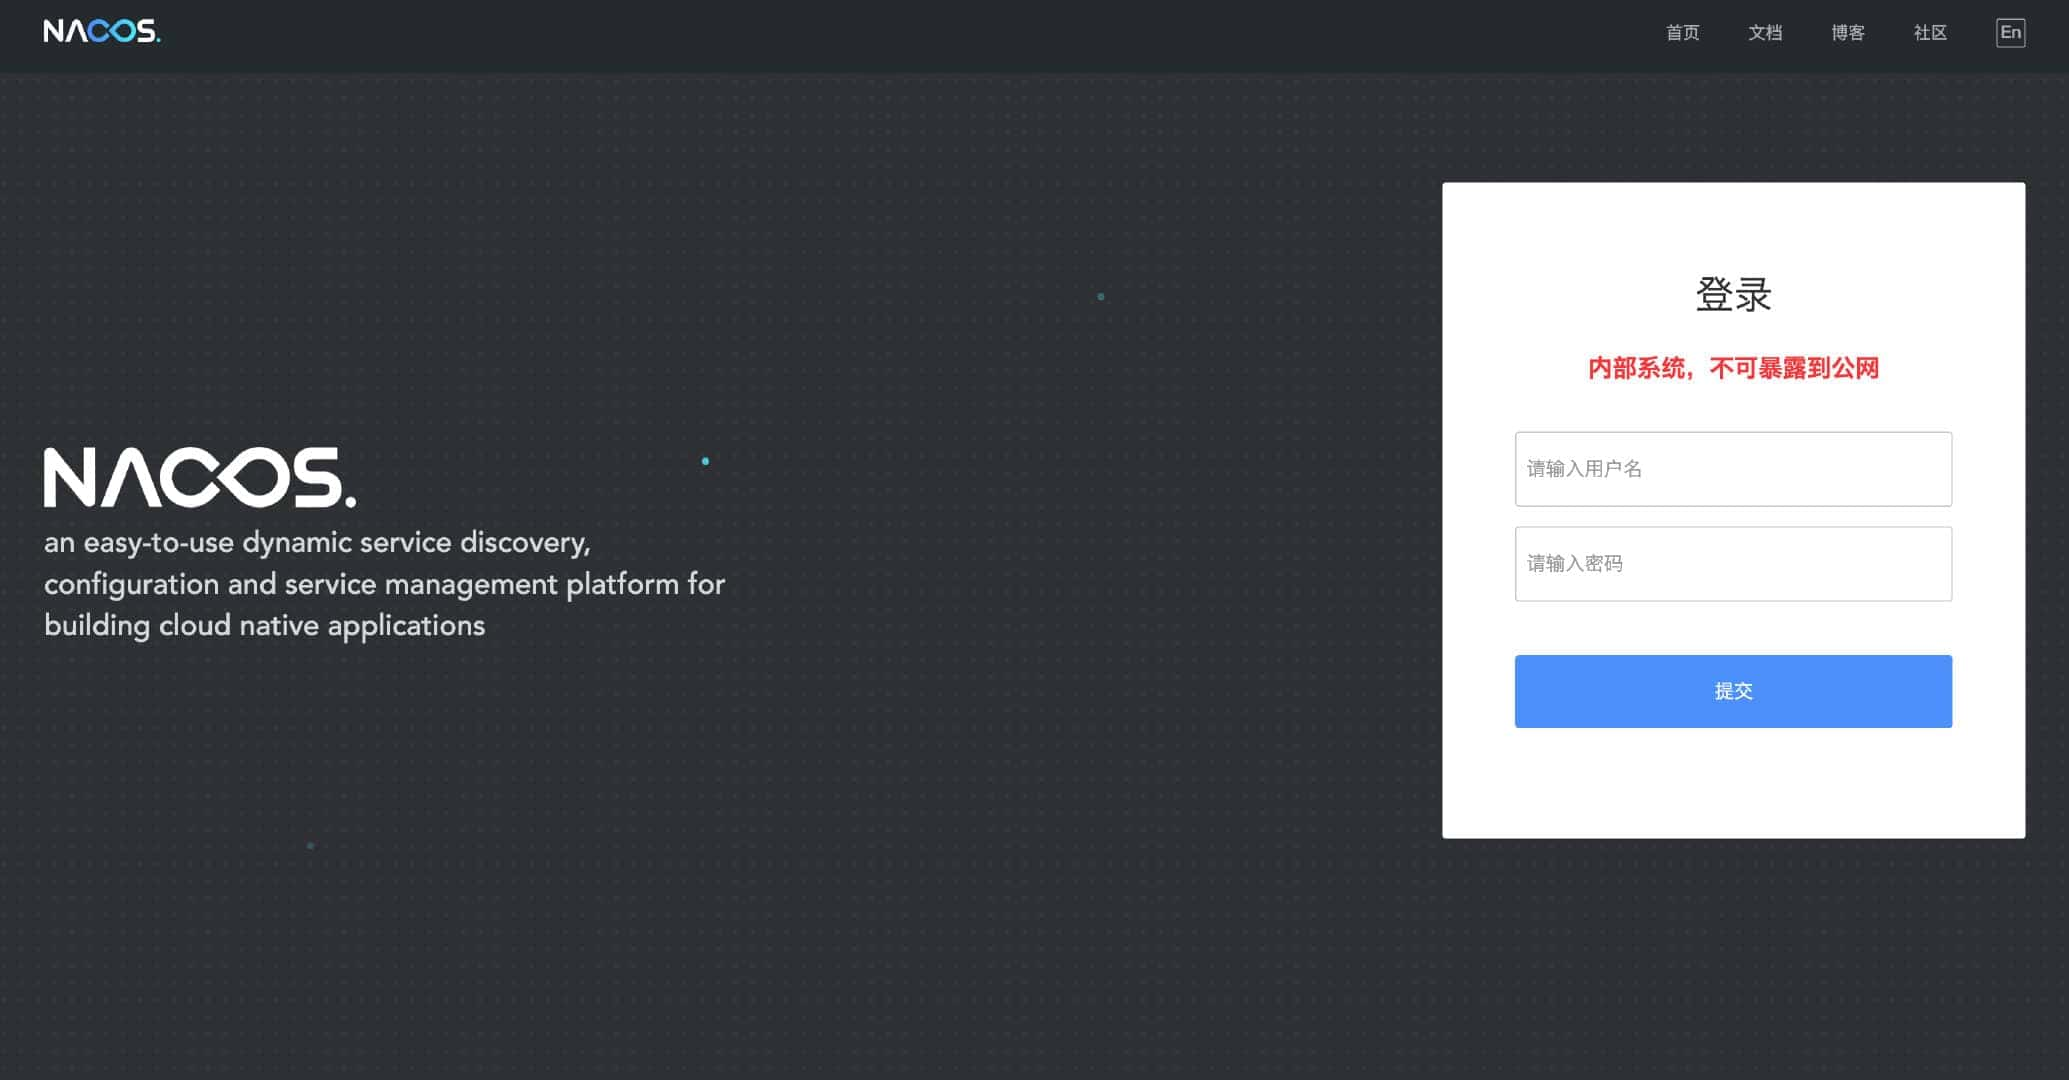 NACOS.
首页
文档
博客
社区
En
NACOS.
an easy-to-use dynamic service discovery,
configuration and service management platform for
building cloud native applications
登录
内部系统，不可暴露到公网
请输入用户名
请输入密码
提交